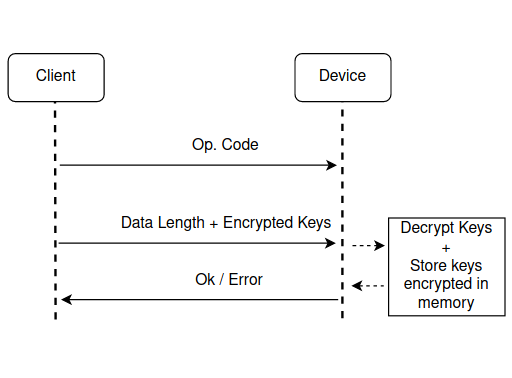 Client
Device
Op. Code
Data Length + Encrypted Keys
Decrypt Keys
+
Store keys
encrypted in
memory
Ok / Error